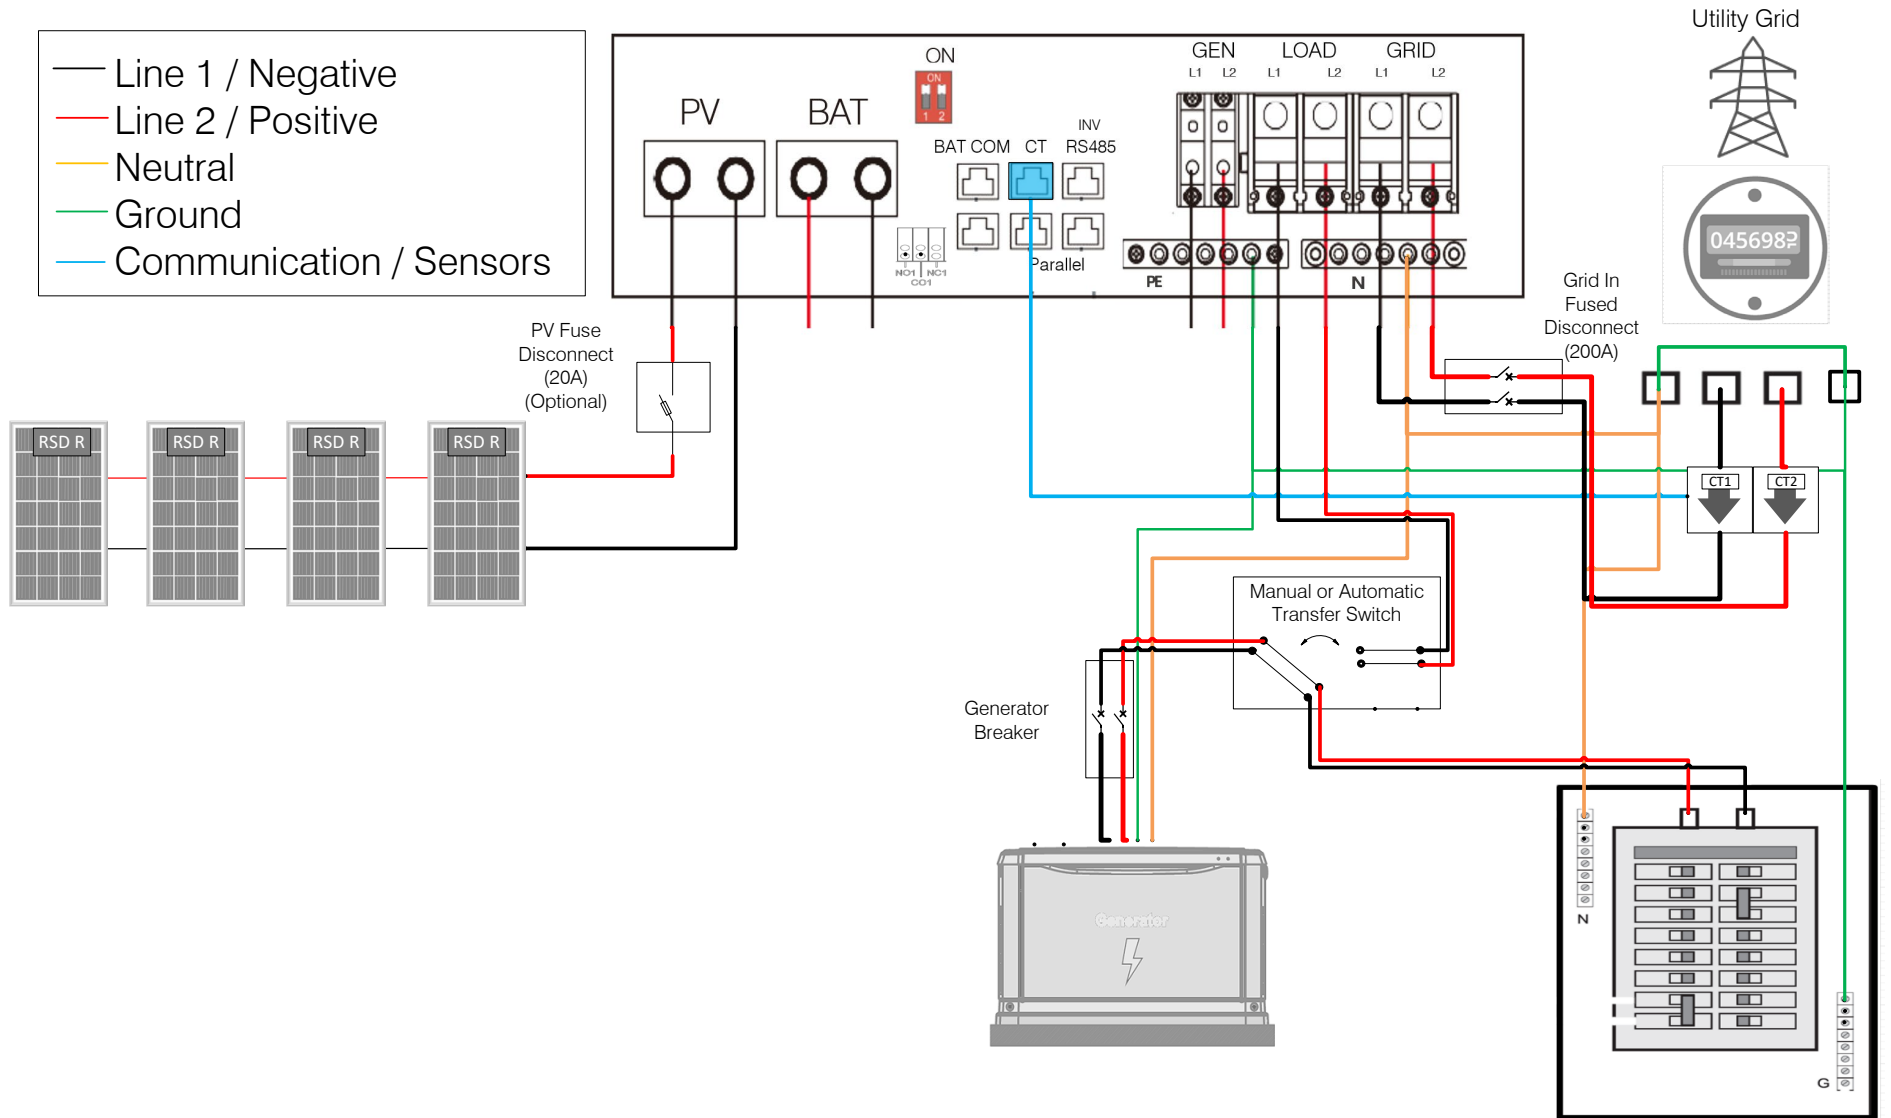 Utility Grid
Line 1 / Negative
Line 2 / Positive
Neutral
Ground
Communication / Sensors
ON
ON
1 2
PV
BAT
GEN
LOAD
GRID
L1 L2
L1 L2
L1 L2
BAT COM
CT
INV
RS485
Parallel
NO1
CO1
NC1
PE
N
Grid In
Fused
Disconnect
(200A)
PV Fuse
Disconnect
(20A)
(Optional)
RSD R
RSD R
RSD R
RSD R
CT1
CT2
Manual or Automatic
Transfer Switch
Generator
Breaker
Generator
N
G